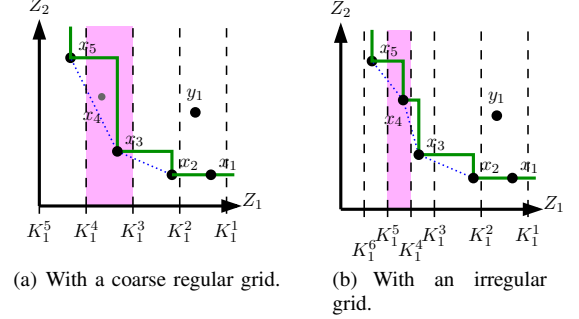 Z₂
x₅
y₁
x₄
x₃
x₂
x₁
Z₁
K₁⁵ K₁⁴ K₁³ K₁² K₁¹
(a) With a coarse regular grid.
Z₂
x₅
y₁
x₄
x₃
x₂
x₁
Z₁
K₁⁶ K₁⁵ K₁⁴ K₁³ K₁² K₁¹
(b) With an irregular
grid.